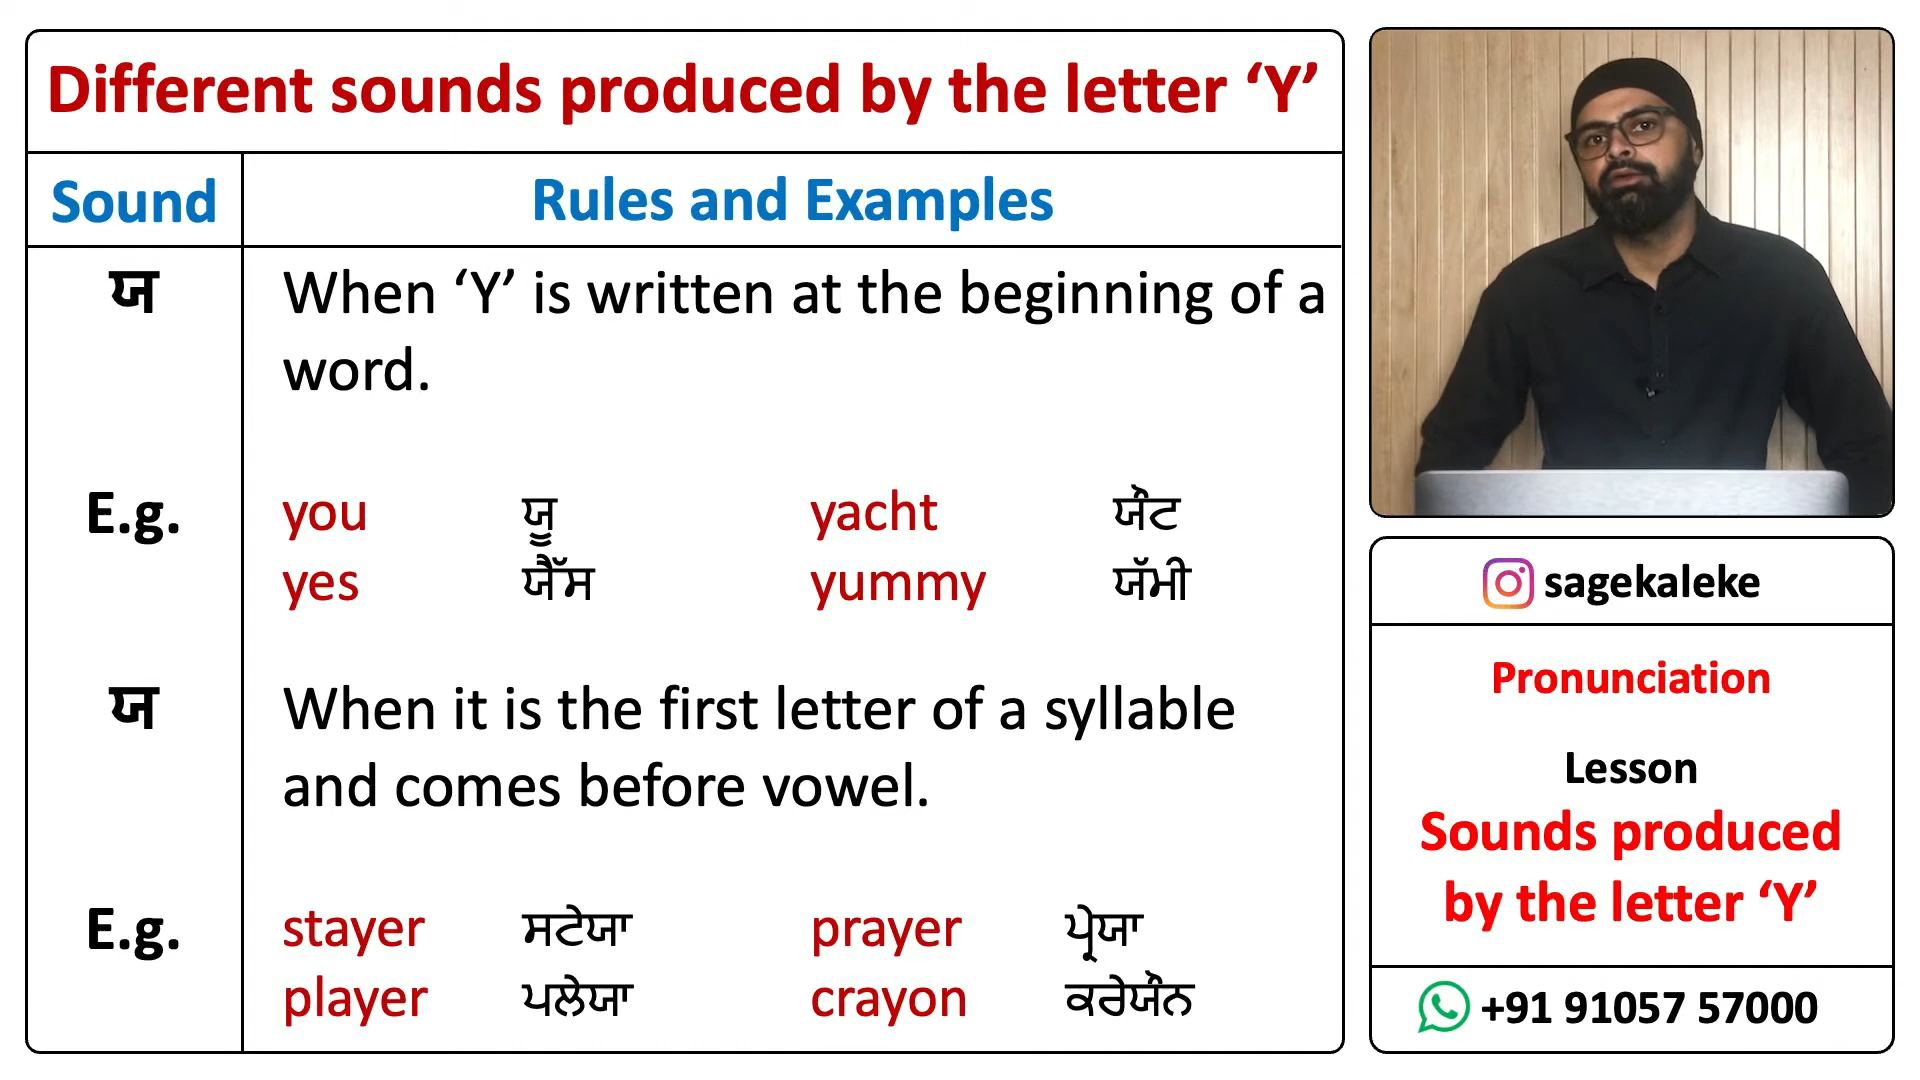 Different sounds produced by the letter ‘Y’
Sound
Rules and Examples
ਯ
When ‘Y’ is written at the beginning of a
word.
E.g.
you ਯੂ yacht ਯੌਟ
yes ਯੈੱਸ yummy ਯੱਮੀ
ਯ
When it is the first letter of a syllable
and comes before vowel.
E.g.
stayer ਸਟੇਯਾ prayer ਪ੍ਰੇਯਾ
player ਪਲੇਯਾ crayon ਕਰੇਯੌਨ
sagekaleke
Pronunciation
Lesson
Sounds produced
by the letter ‘Y’
+91 91057 57000